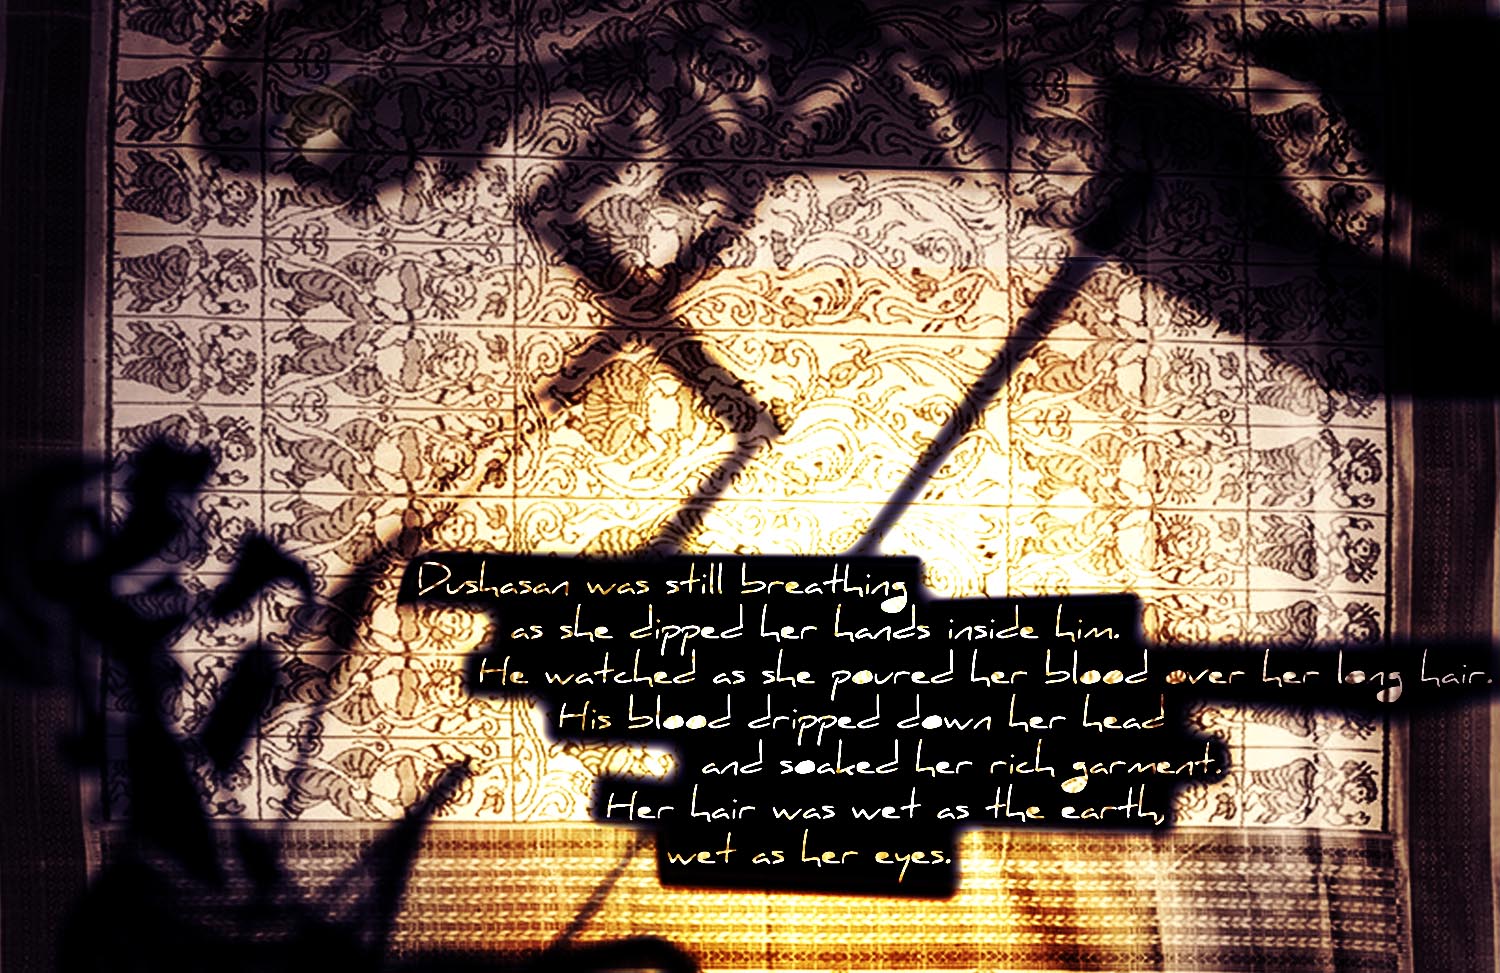 Dushasan was still breathing
as she dipped her hands inside him.
He watched as she poured her blood over her long hair.
His blood dripped down her head
and soaked her rich garment.
Her hair was wet as the earth,
wet as her eyes.